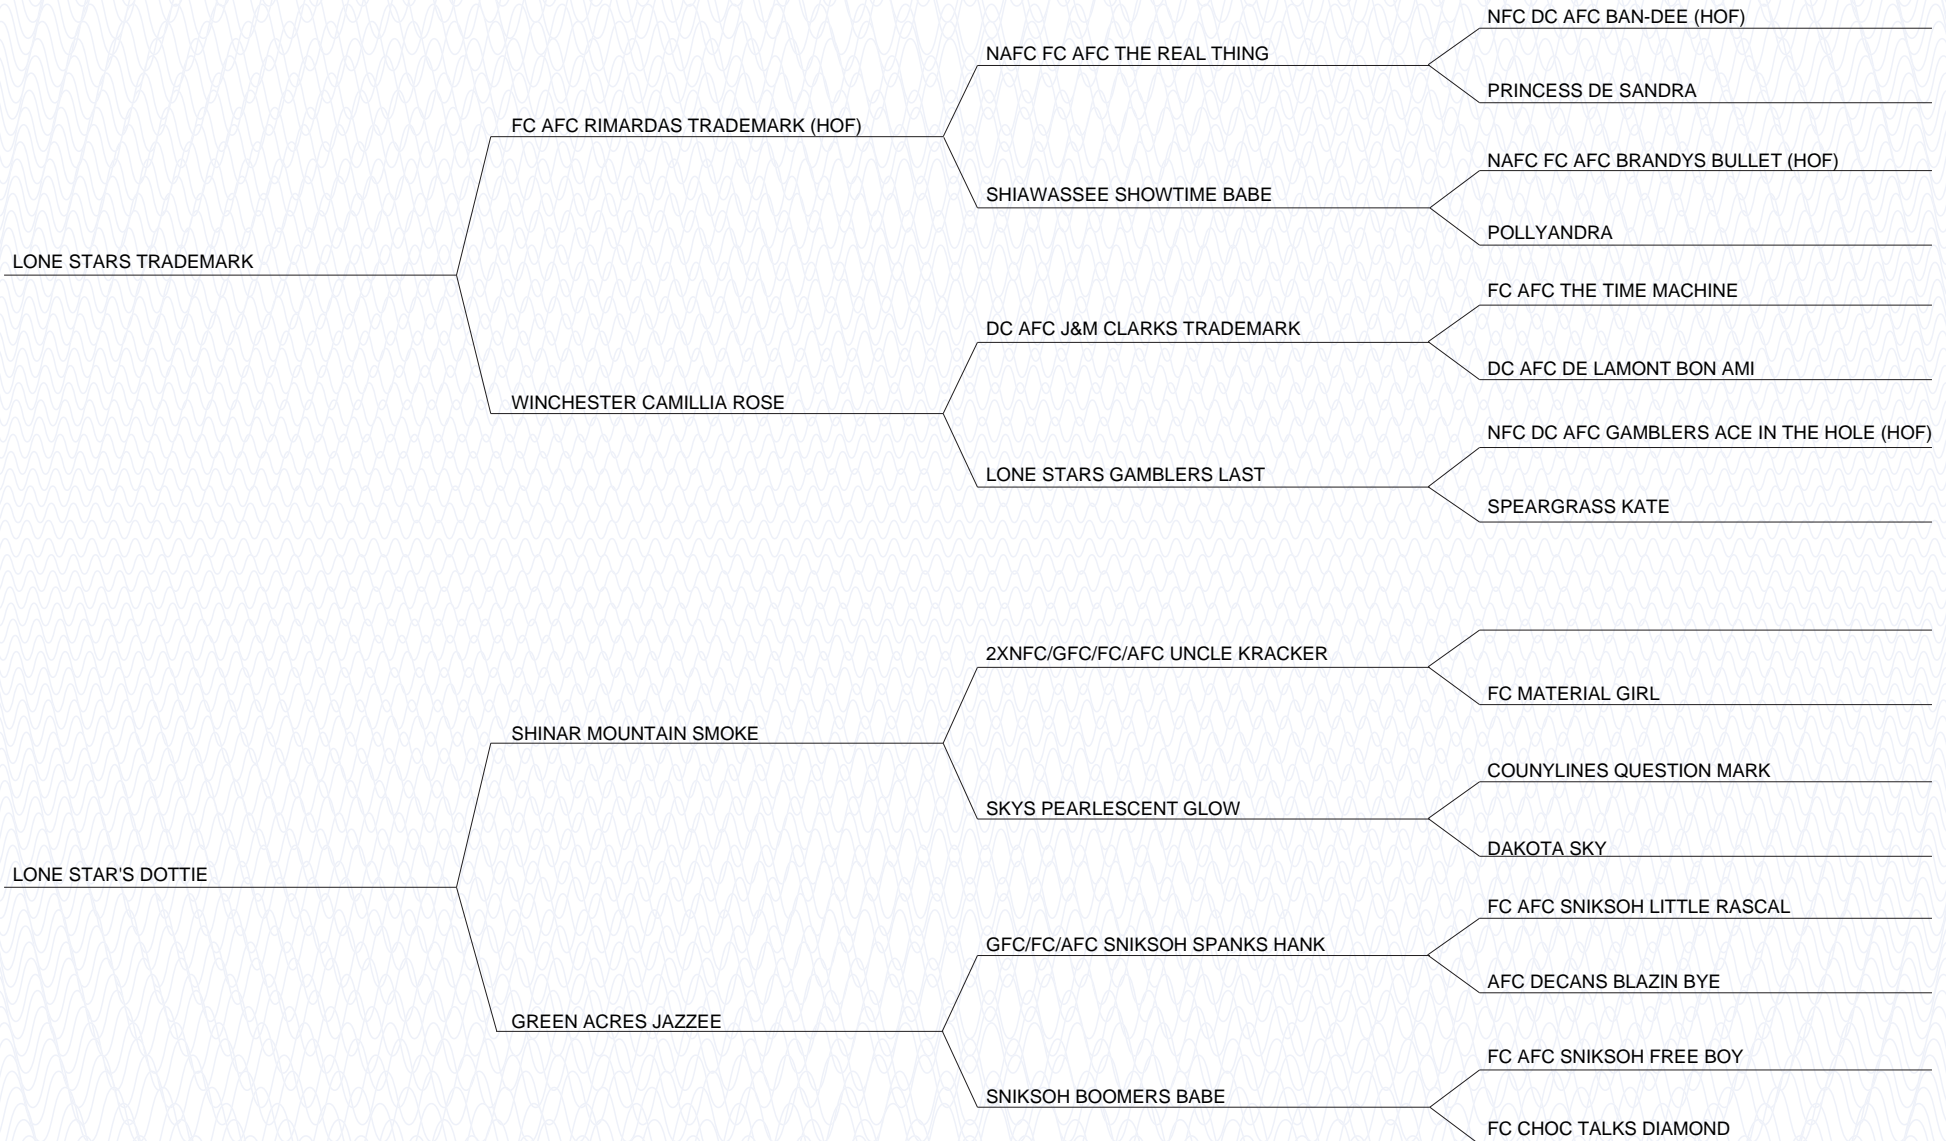 NFC DC AFC BAN-DEE (HOF)
NAFC FC AFC THE REAL THING
PRINCESS DE SANDRA
FC AFC RIMARDAS TRADEMARK (HOF)
NAFC FC AFC BRANDYS BULLET (HOF)
SHIAWASSEE SHOWTIME BABE
POLLYANDRA
LONE STARS TRADEMARK
FC AFC THE TIME MACHINE
DC AFC J&M CLARKS TRADEMARK
DC AFC DE LAMONT BON AMI
WINCHESTER CAMILLIA ROSE
NFC DC AFC GAMBLERS ACE IN THE HOLE (HOF)
LONE STARS GAMBLERS LAST
SPEARGRASS KATE
2XNFC/GFC/FC/AFC UNCLE KRACKER
FC MATERIAL GIRL
SHINAR MOUNTAIN SMOKE
COUNYLINES QUESTION MARK
SKYS PEARLESCENT GLOW
DAKOTA SKY
LONE STAR'S DOTTIE
FC AFC SNIKSOH LITTLE RASCAL
GFC/FC/AFC SNIKSOH SPANKS HANK
AFC DECANS BLAZIN BYE
GREEN ACRES JAZZEE
FC AFC SNIKSOH FREE BOY
SNIKSOH BOOMERS BABE
FC CHOC TALKS DIAMOND